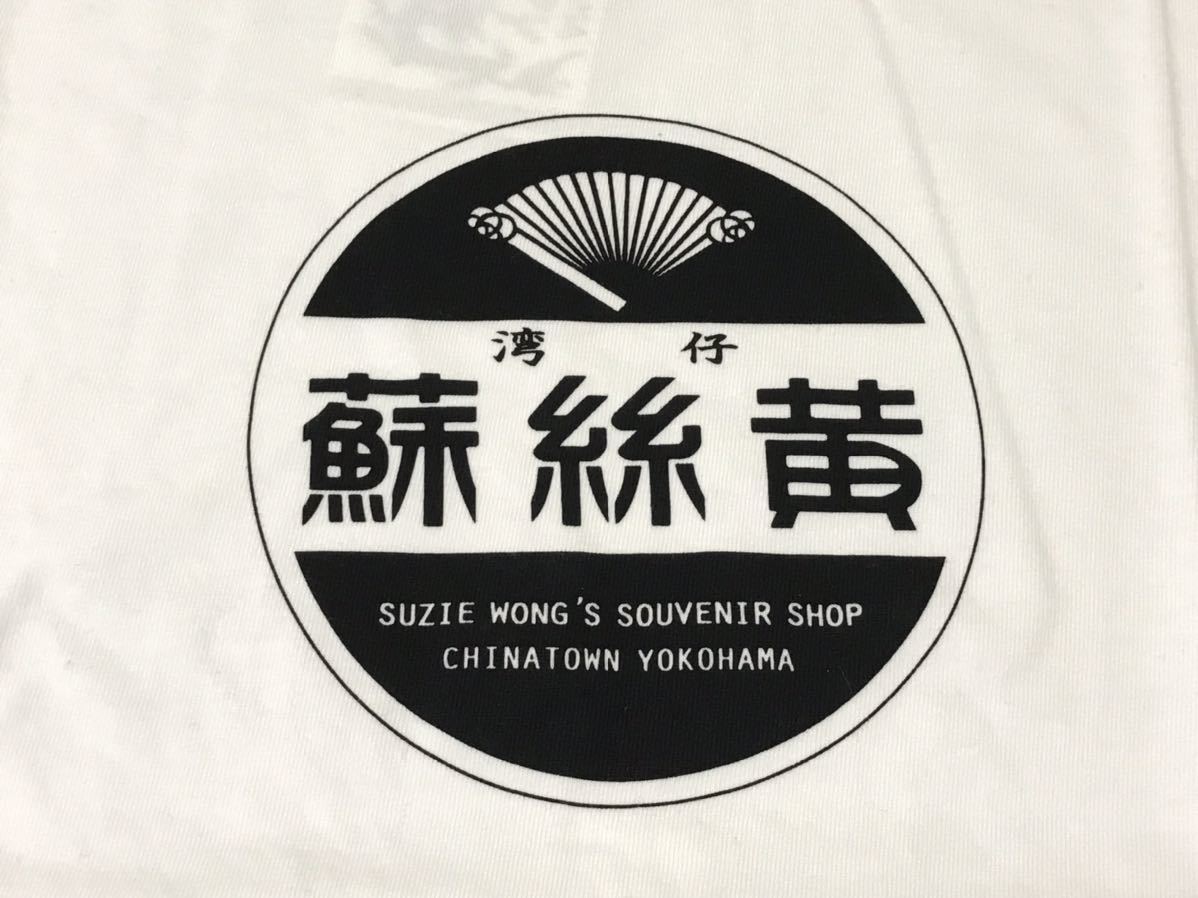 湾仔
蘇絲黄
SUZIE WONG'S SOUVENIR SHOP
CHINATOWN YOKOHAMA